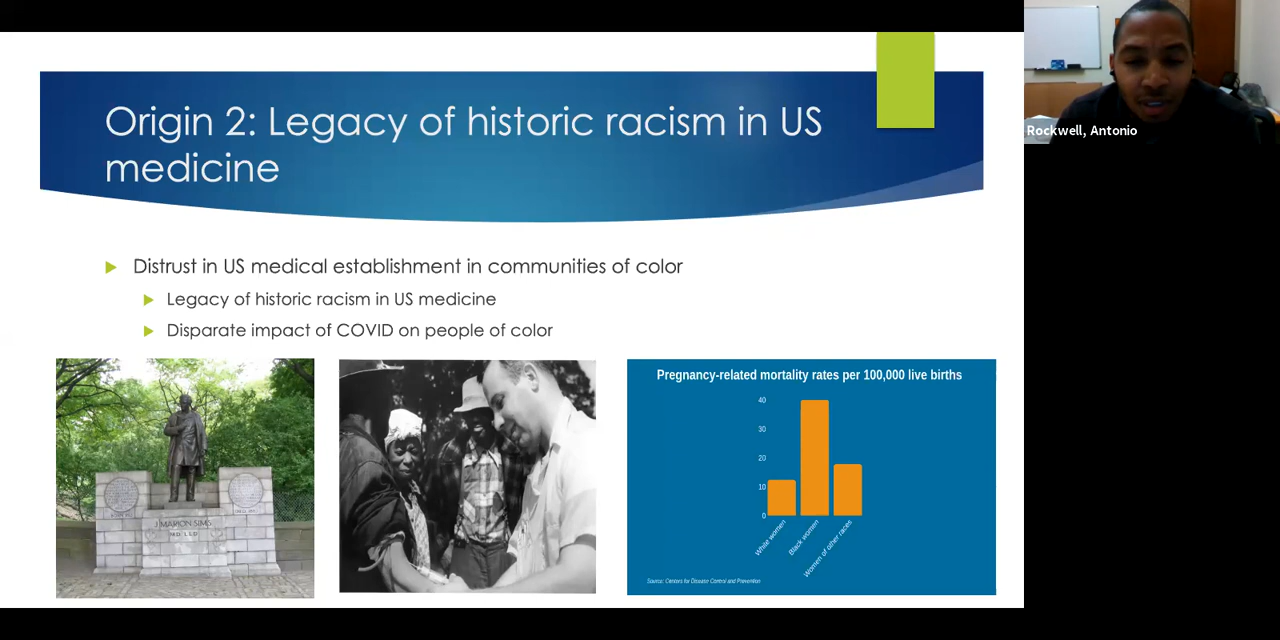 Origin 2: Legacy of historic racism in US
medicine
Distrust in US medical establishment in communities of color
Legacy of historic racism in US medicine
Disparate impact of COVID on people of color
J. MARION SIMS
M.D. LL.D.
Pregnancy-related mortality rates per 100,000 live births
40
30
20
10
0
White women
Black women
Women of other races
Source: Centers for Disease Control and Prevention
Rockwell, Antonio